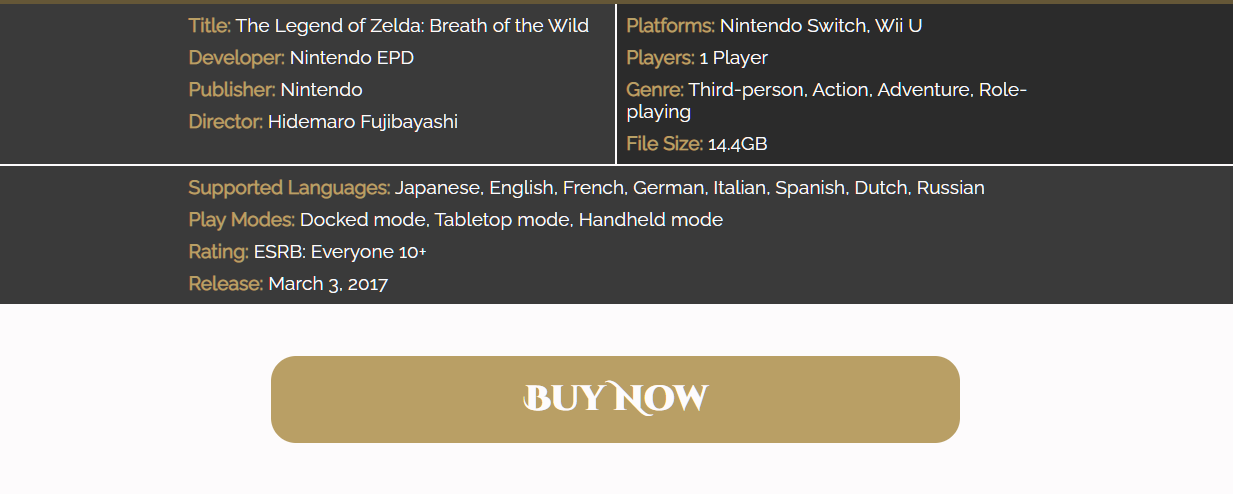 Title: The Legend of Zelda: Breath of the Wild
Developer: Nintendo EPD
Publisher: Nintendo
Director: Hidemaro Fujibayashi
Platforms: Nintendo Switch, Wii U
Players: 1 Player
Genre: Third-person, Action, Adventure, Role-
playing
File Size: 14.4GB
Supported Languages: Japanese, English, French, German, Italian, Spanish, Dutch, Russian
Play Modes: Docked mode, Tabletop mode, Handheld mode
Rating: ESRB: Everyone 10+
Release: March 3, 2017
Buy Now